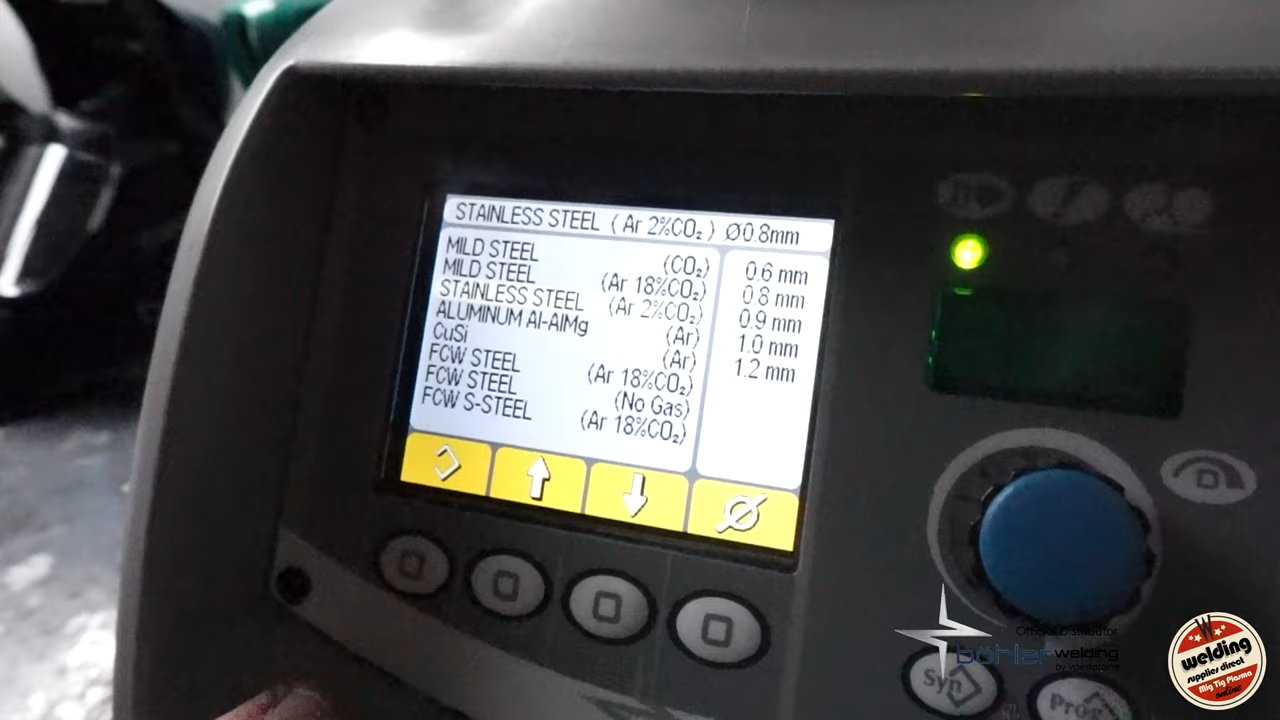 STAINLESS STEEL ( Ar 2%CO₂ ) Ø0.8mm
MILD STEEL (CO₂)
MILD STEEL (Ar 18%CO₂)
STAINLESS STEEL (Ar 2%CO₂)
ALUMINUM Al-AlMg (Ar)
CuSi (Ar)
FCW STEEL (Ar 18%CO₂)
FCW STEEL (No Gas)
FCW S-STEEL (Ar 18%CO₂)
0.6 mm
0.8 mm
0.9 mm
1.0 mm
1.2 mm
Syn
Prog
Official Distributor
böhler welding
by voestalpine
welding
supplies direct
Mig Tig Plasma
online